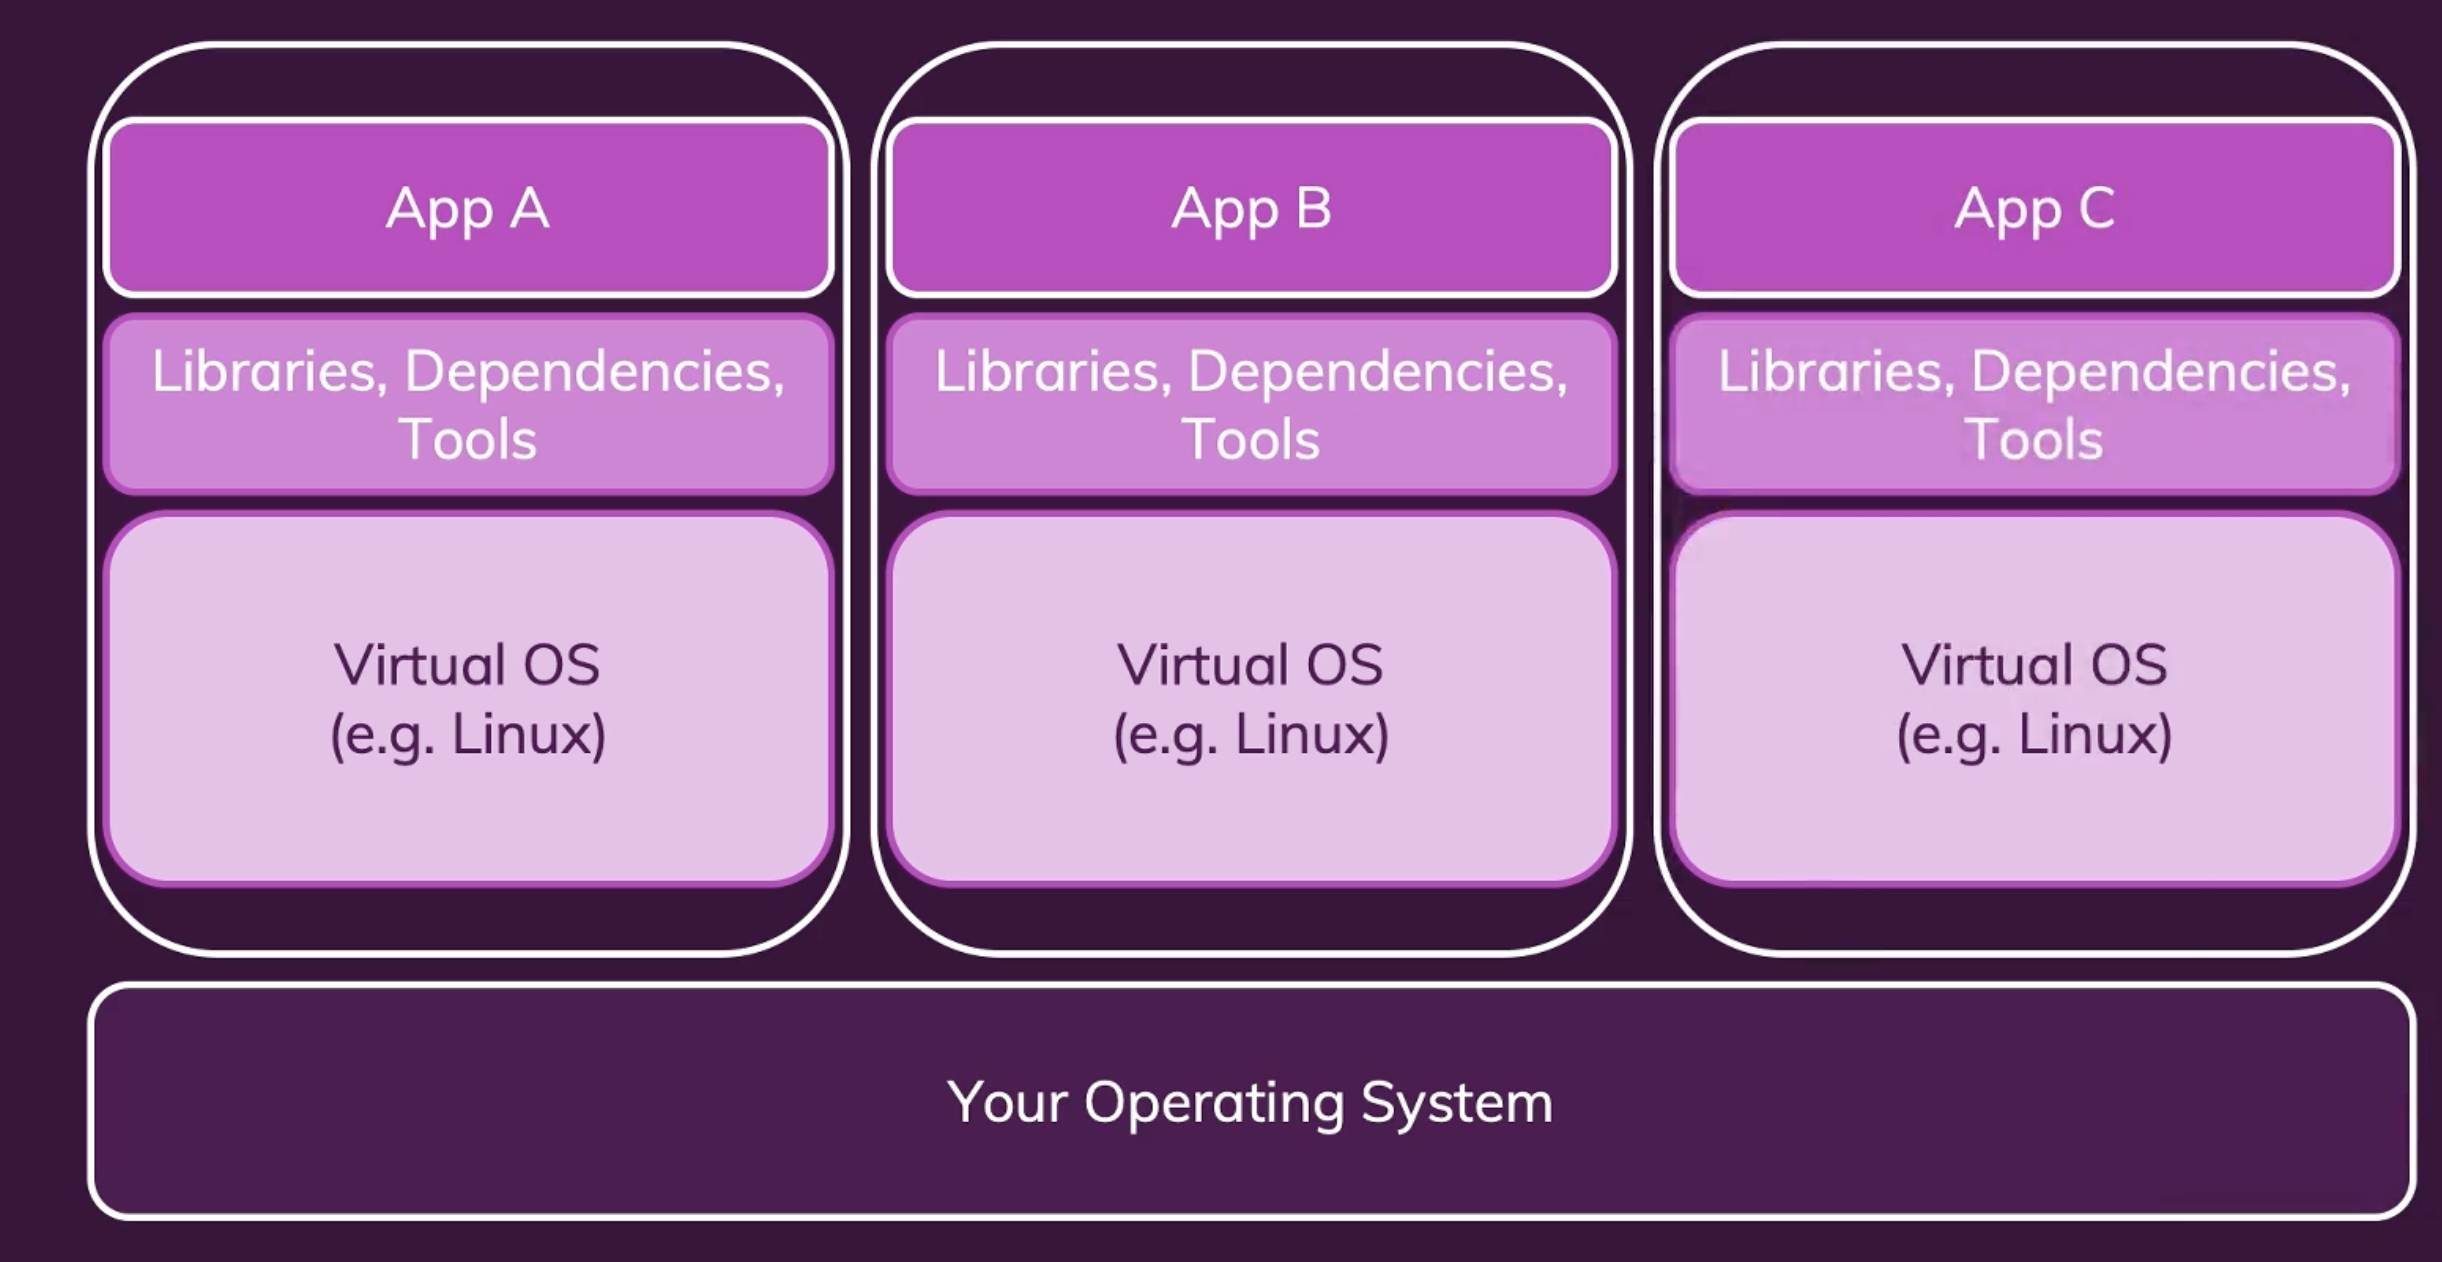 App A
App B
App C
Libraries, Dependencies,
Tools
Libraries, Dependencies,
Tools
Libraries, Dependencies,
Tools
Virtual OS
(e.g. Linux)
Virtual OS
(e.g. Linux)
Virtual OS
(e.g. Linux)
Your Operating System